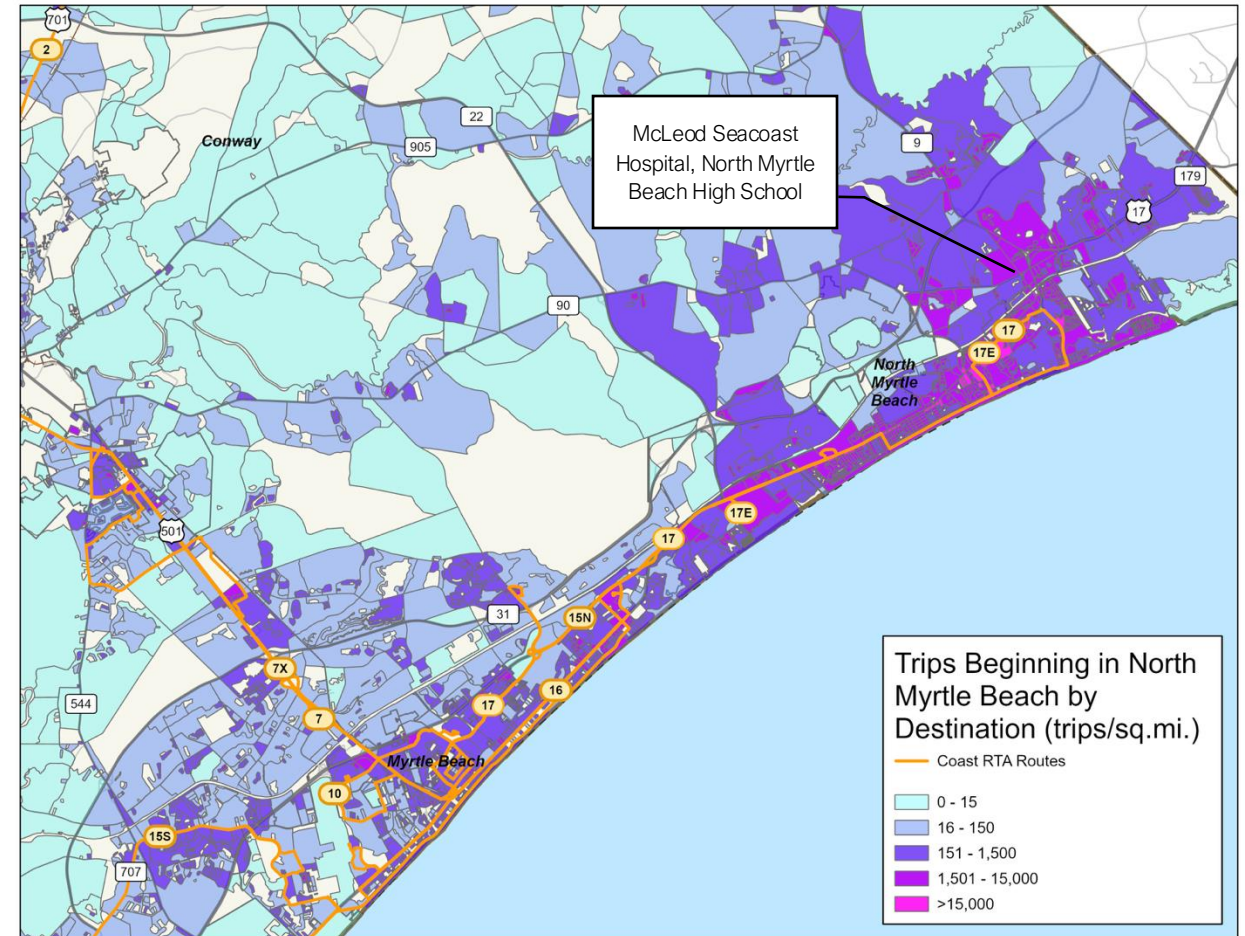 701
2
Conway
22
905
McLeod Seacoast
Hospital, North Myrtle
Beach High School
9
179
17
90
17
17E
North
Myrtle
Beach
17E
17
501
31
15N
7X
16
544
17
7
Myrtle Beach
10
15S
707
Trips Beginning in North
Myrtle Beach by
Destination (trips/sq.mi.)
Coast RTA Routes
0 - 15
16 - 150
151 - 1,500
1,501 - 15,000
>15,000